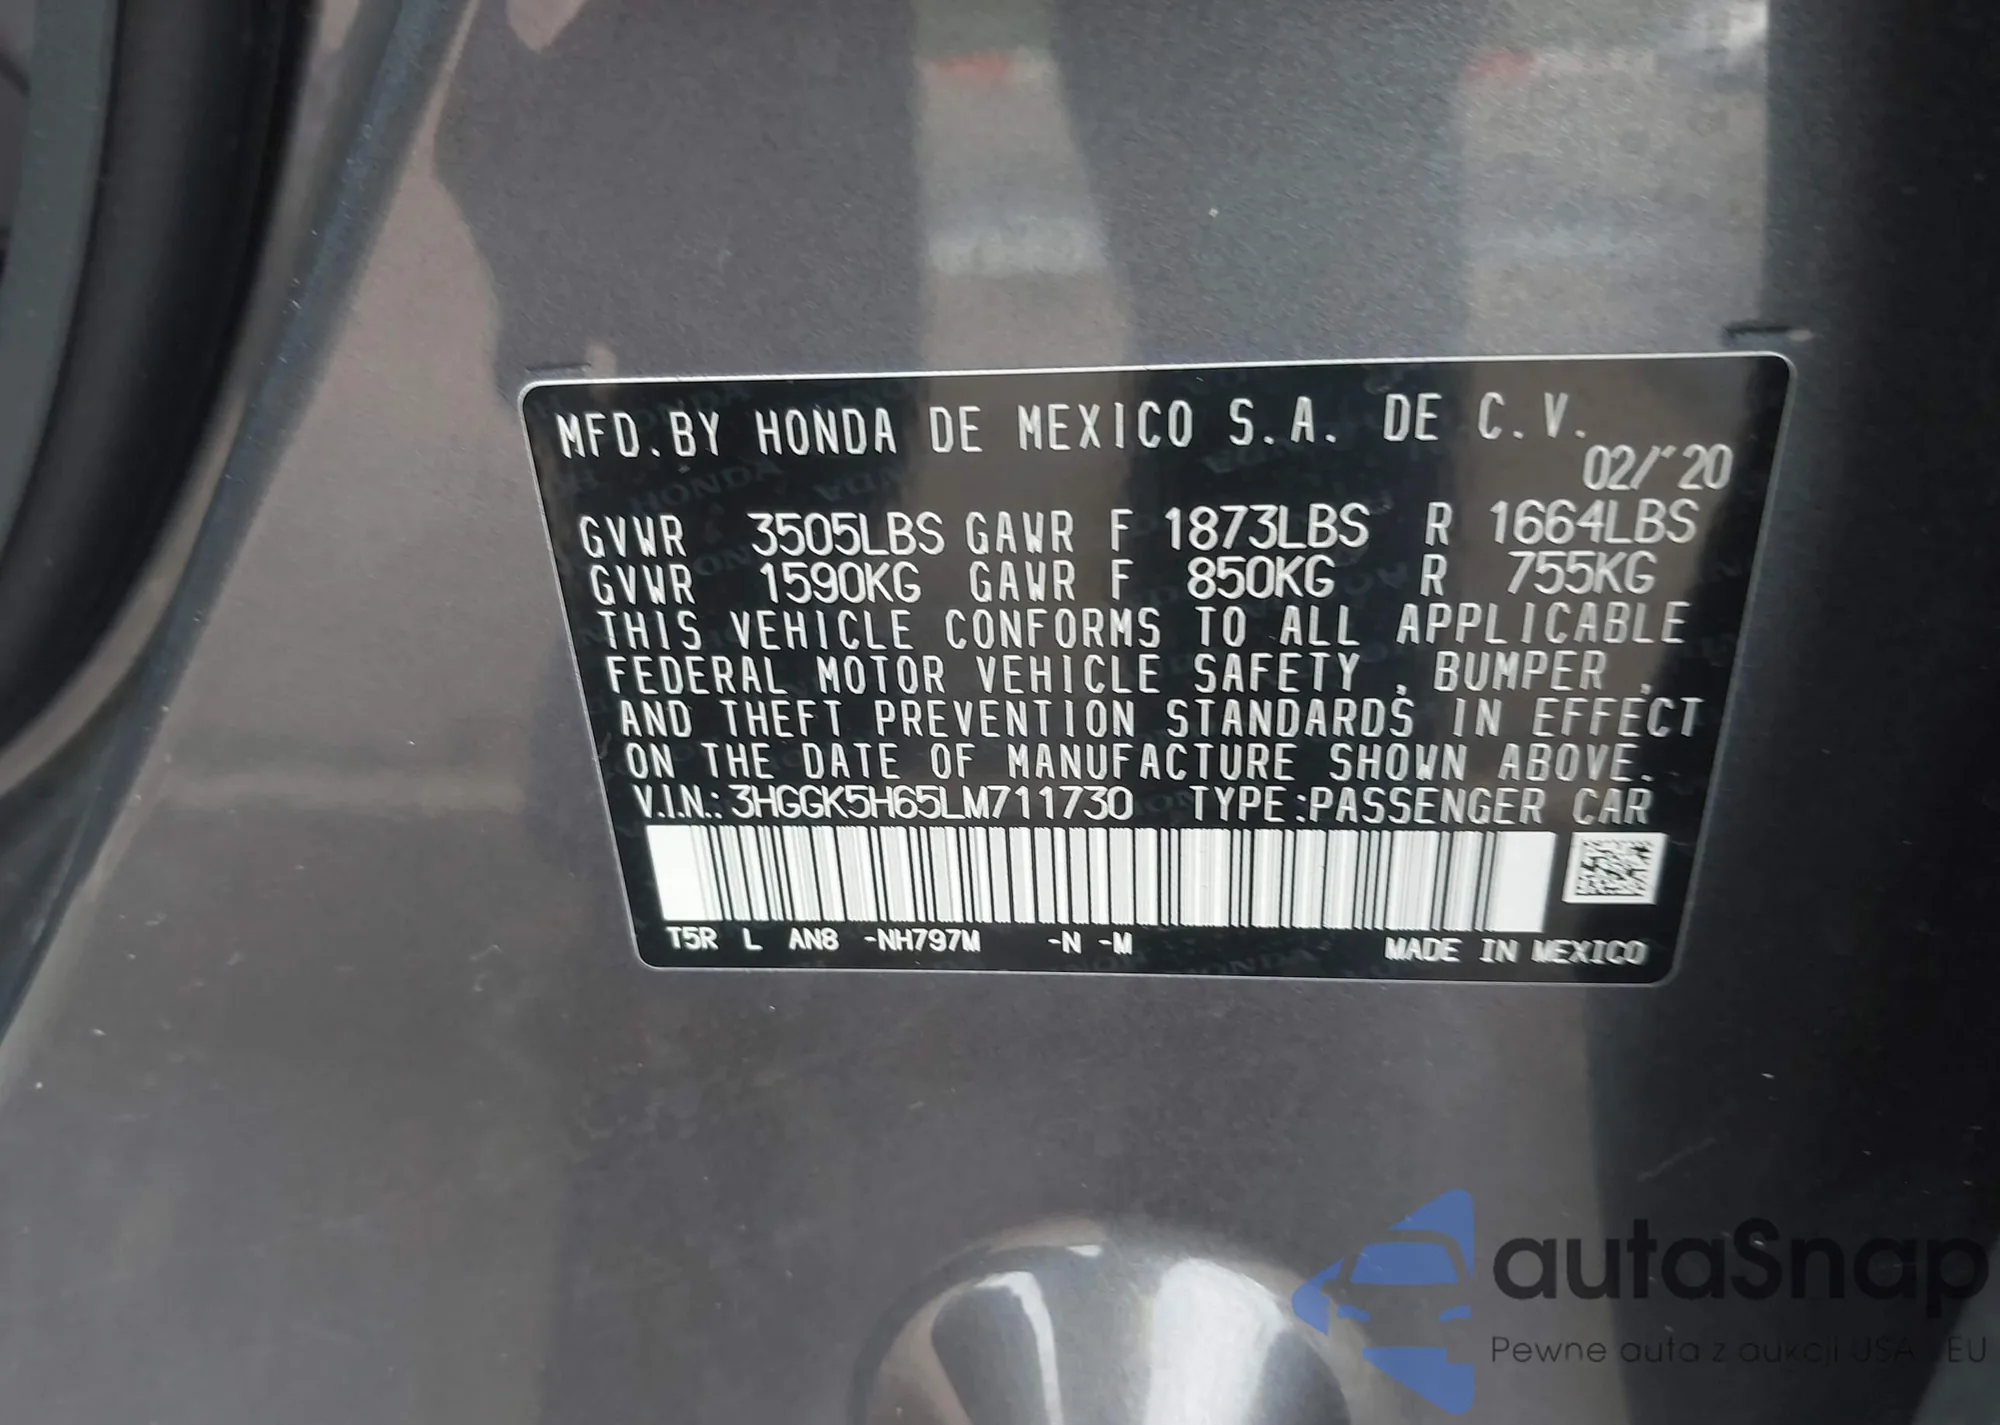 MFD.BY HONDA DE MEXICO S.A. DE C.V.
02/'20
GVWR 3505LBS GAWR F 1873LBS R 1664LBS
GVWR 1590KG GAWR F 850KG R 755KG
THIS VEHICLE CONFORMS TO ALL APPLICABLE
FEDERAL MOTOR VEHICLE SAFETY , BUMPER ,
AND THEFT PREVENTION STANDARDS IN EFFECT
ON THE DATE OF MANUFACTURE SHOWN ABOVE.
V.I.N.: 3HGGK5H65LM711730 TYPE:PASSENGER CAR
T5R L AN8 -NH797M -N -M MADE IN MEXICO
autaSnap
Pewne auta z aukcji USA i EU